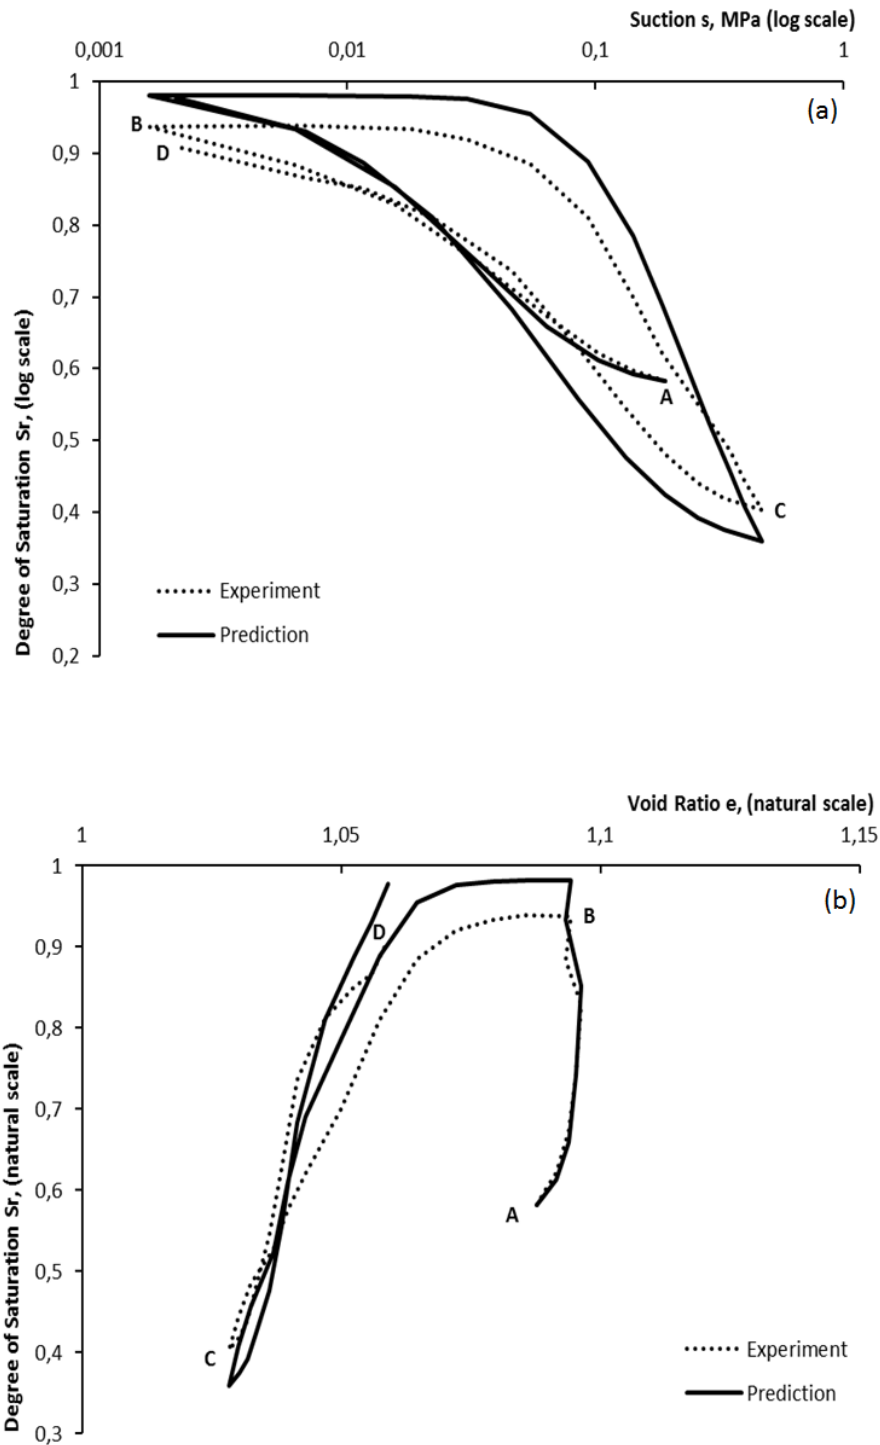 Suction s, MPa (log scale)
0,001 0,01 0,1 1
1
(a)
B
0,9
D
0,8
0,7
0,6
A
0,5
C
0,4
0,3
Experiment
Prediction
0,2
Degree of Saturation Sr, (log scale)
Void Ratio e, (natural scale)
1 1,05 1,1 1,15
1
(b)
B
D
0,9
0,8
0,7
0,6
A
0,5
0,4
C
Experiment
Prediction
0,3
Degree of Saturation Sr, (natural scale)